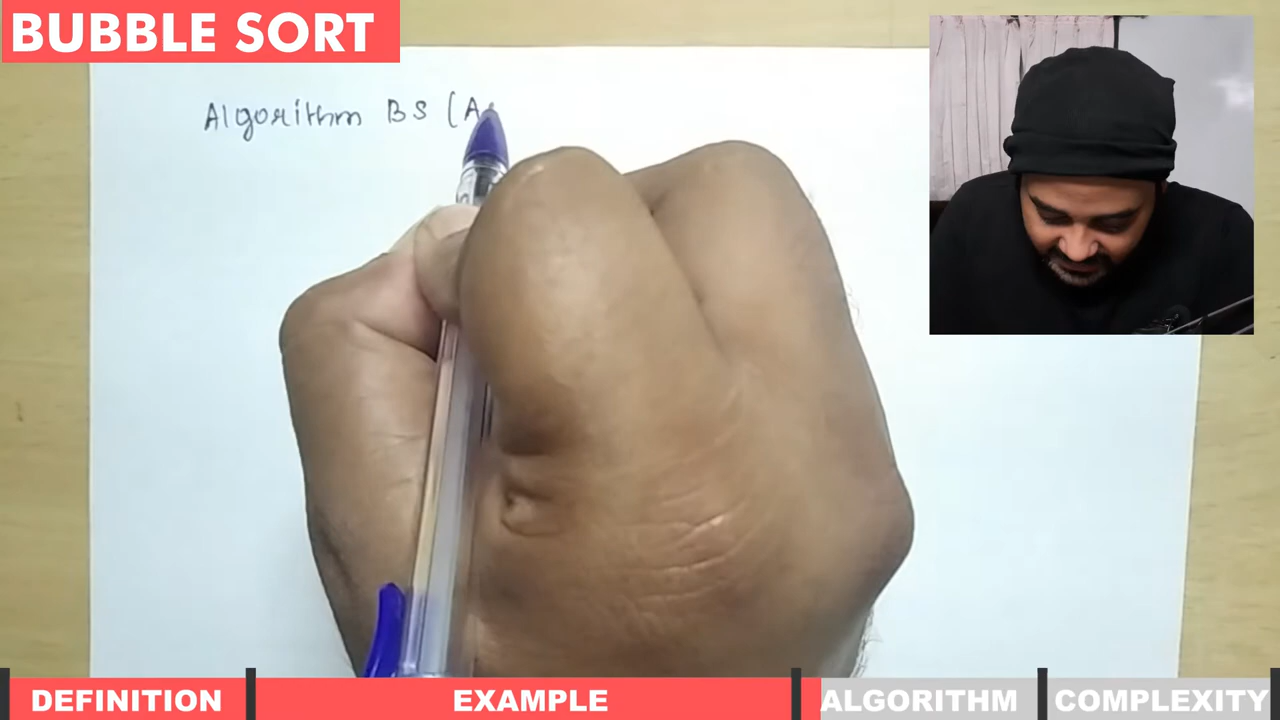 BUBBLE SORT
Algorithm BS (A
DEFINITION EXAMPLE ALGORITHM COMPLEXITY